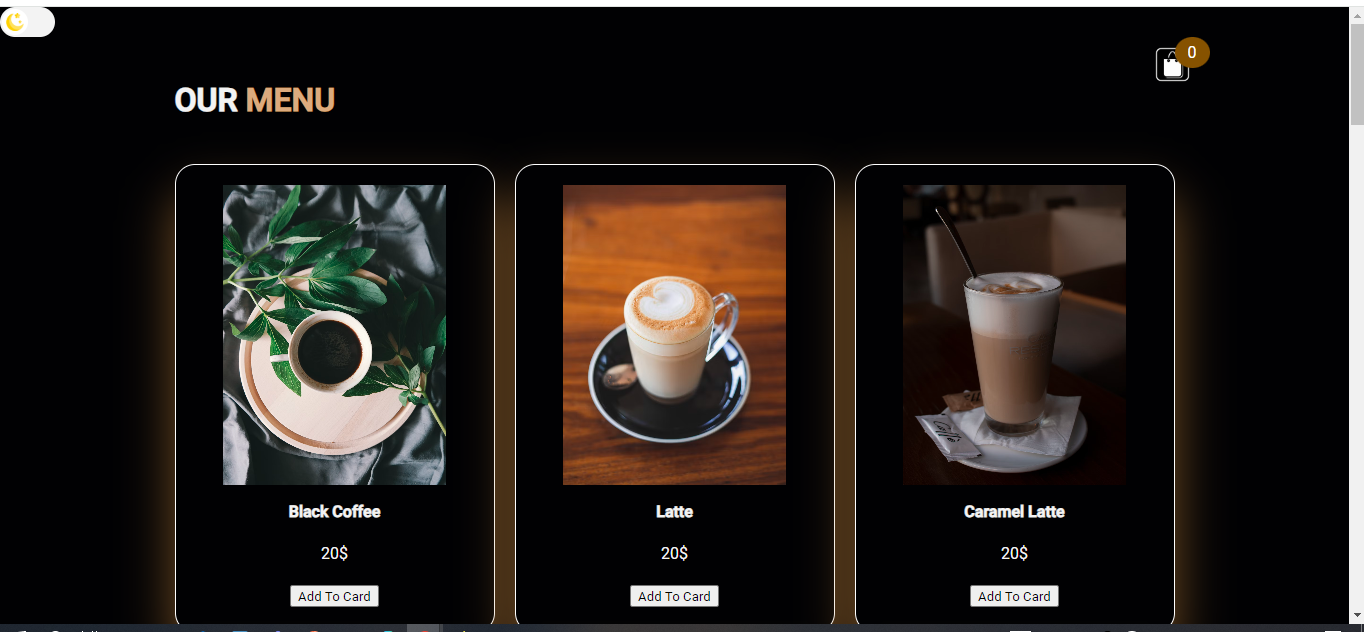 0
OUR MENU
Black Coffee
20$
Add To Card
Latte
20$
Add To Card
Caramel Latte
20$
Add To Card